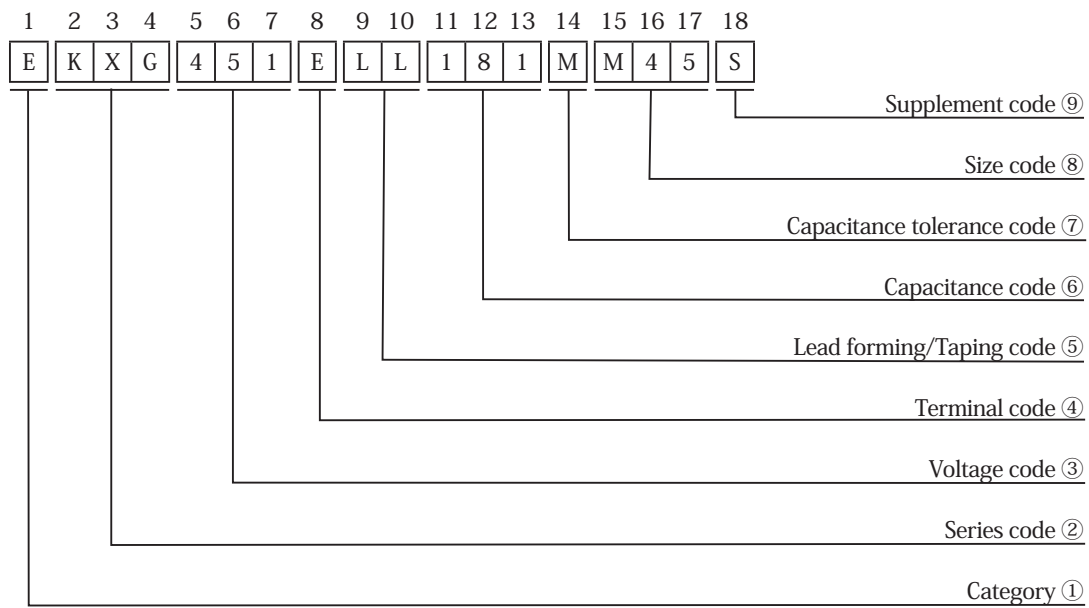 1 2 3 4 5 6 7 8 9 10 11 12 13 14 15 16 17 18
E K X G 4 5 1 E L L 1 8 1 M M 4 5 S
Supplement code ⑨
Size code ⑧
Capacitance tolerance code ⑦
Capacitance code ⑥
Lead forming/Taping code ⑤
Terminal code ④
Voltage code ③
Series code ②
Category ①